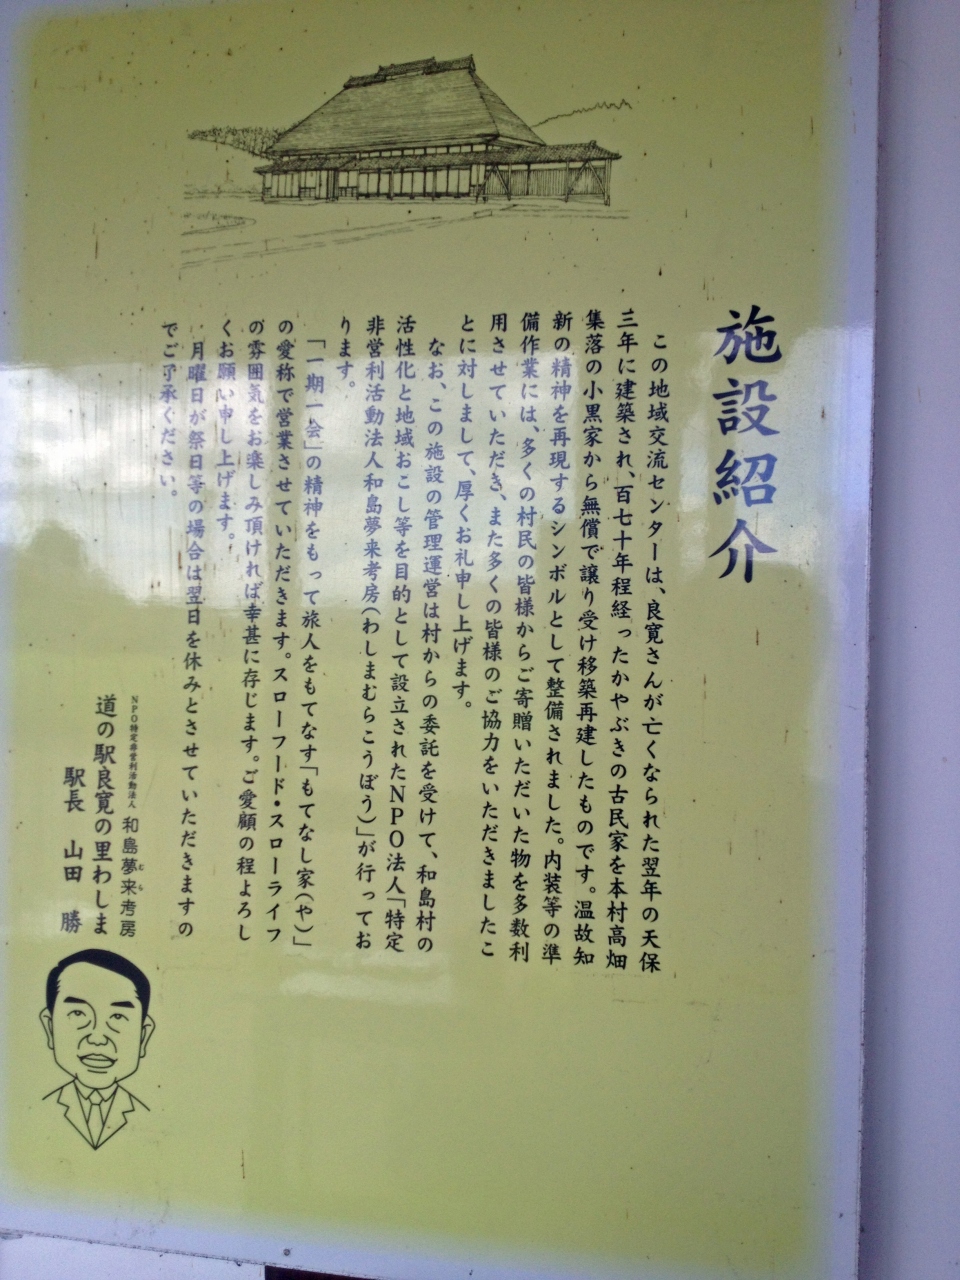 施設紹介
この地域交流センターは、良寛さんが亡くなられた翌年の天保
三年に建築され、百七十年程経ったかやぶきの古民家を本村高畑
集落の小黒家から無償で譲り受け移築再建したものです。温故知
新の精神を再現するシンボルとして整備されました。内装等の準
備作業には、多くの村民の皆様からご寄贈いただいた物を多数利
用させていただき、また多くの皆様のご協力をいただきましたこ
とに対しまして、厚くお礼申し上げます。
なお、この施設の管理運営は村からの委託を受けて、和島村の
活性化と地域おこし等を目的として設立されたNPO法人「特定
非営利活動法人和島夢来考房(わしまむらこうぼう)」が行ってお
ります。
「一期一会」の精神をもって旅人をもてなす「もてなし家(や)」
の愛称で営業させていただきます。スローフード・スローライフ
の雰囲気をお楽しみ頂ければ幸甚に存じます。ご愛顧の程よろし
くお願い申し上げます。
月曜日が祭日等の場合は翌日を休みとさせていただきますの
でご了承ください。
NPO特定非営利活動法人 和島夢来考房
むら
道の駅良寛の里わしま
駅長 山田 勝